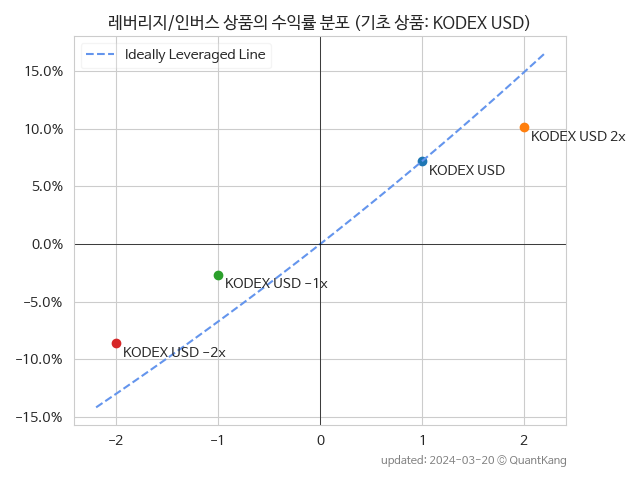 레버리지/인버스 상품의 수익률 분포 (기초 상품: KODEX USD)
Ideally Leveraged Line
15.0%
10.0%
5.0%
0.0%
−5.0%
−10.0%
−15.0%
KODEX USD 2x
KODEX USD
KODEX USD −1x
KODEX USD −2x
−2
−1
0
1
2
updated: 2024-03-20 © QuantKang